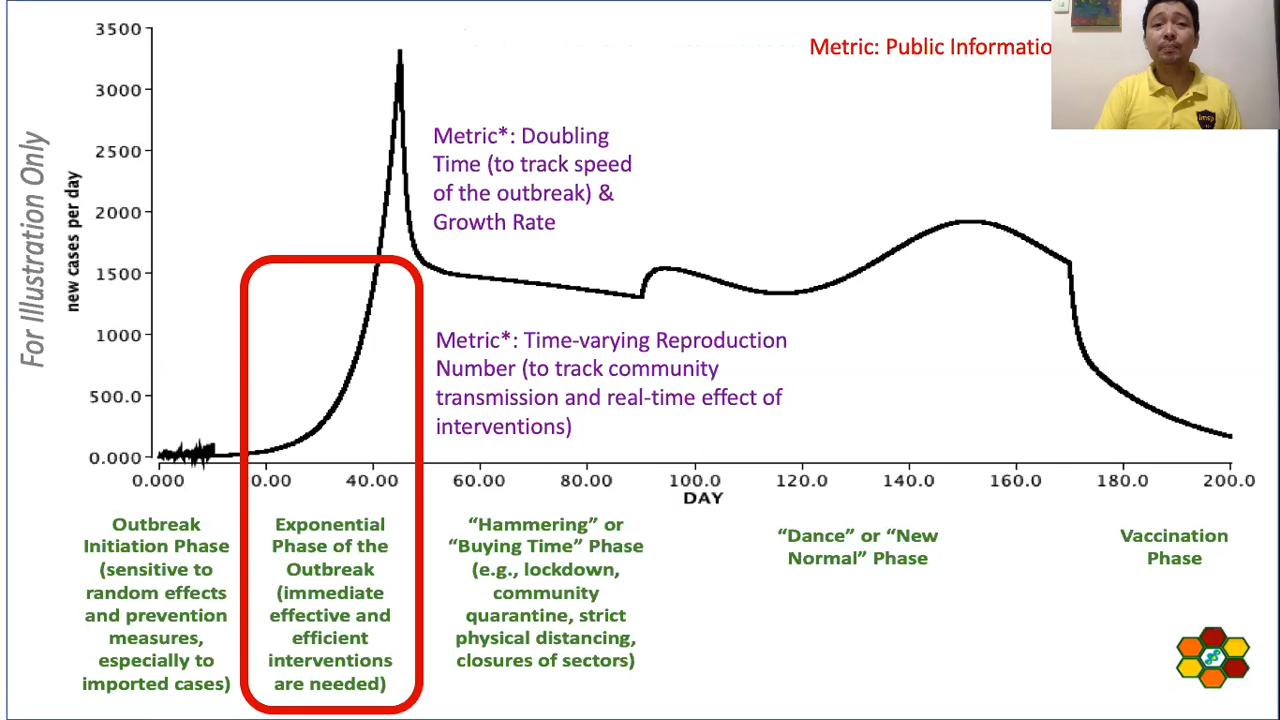 For Illustration Only
Metric: Public Informatio
imsp
new cases per day
3500
3000
2500
2000
1500
1000
500.0
0.000
Metric*: Doubling
Time (to track speed
of the outbreak) &
Growth Rate
Metric*: Time-varying Reproduction
Number (to track community
transmission and real-time effect of
interventions)
0.000 20.00 40.00 60.00 80.00 100.0 120.0 140.0 160.0 180.0 200.0
DAY
Outbreak
Initiation Phase
(sensitive to
random effects
and prevention
measures,
especially to
imported cases)
Exponential
Phase of the
Outbreak
(immediate
effective and
efficient
interventions
are needed)
“Hammering” or
“Buying Time” Phase
(e.g., lockdown,
community
quarantine, strict
physical distancing,
closures of sectors)
“Dance” or “New
Normal” Phase
Vaccination
Phase